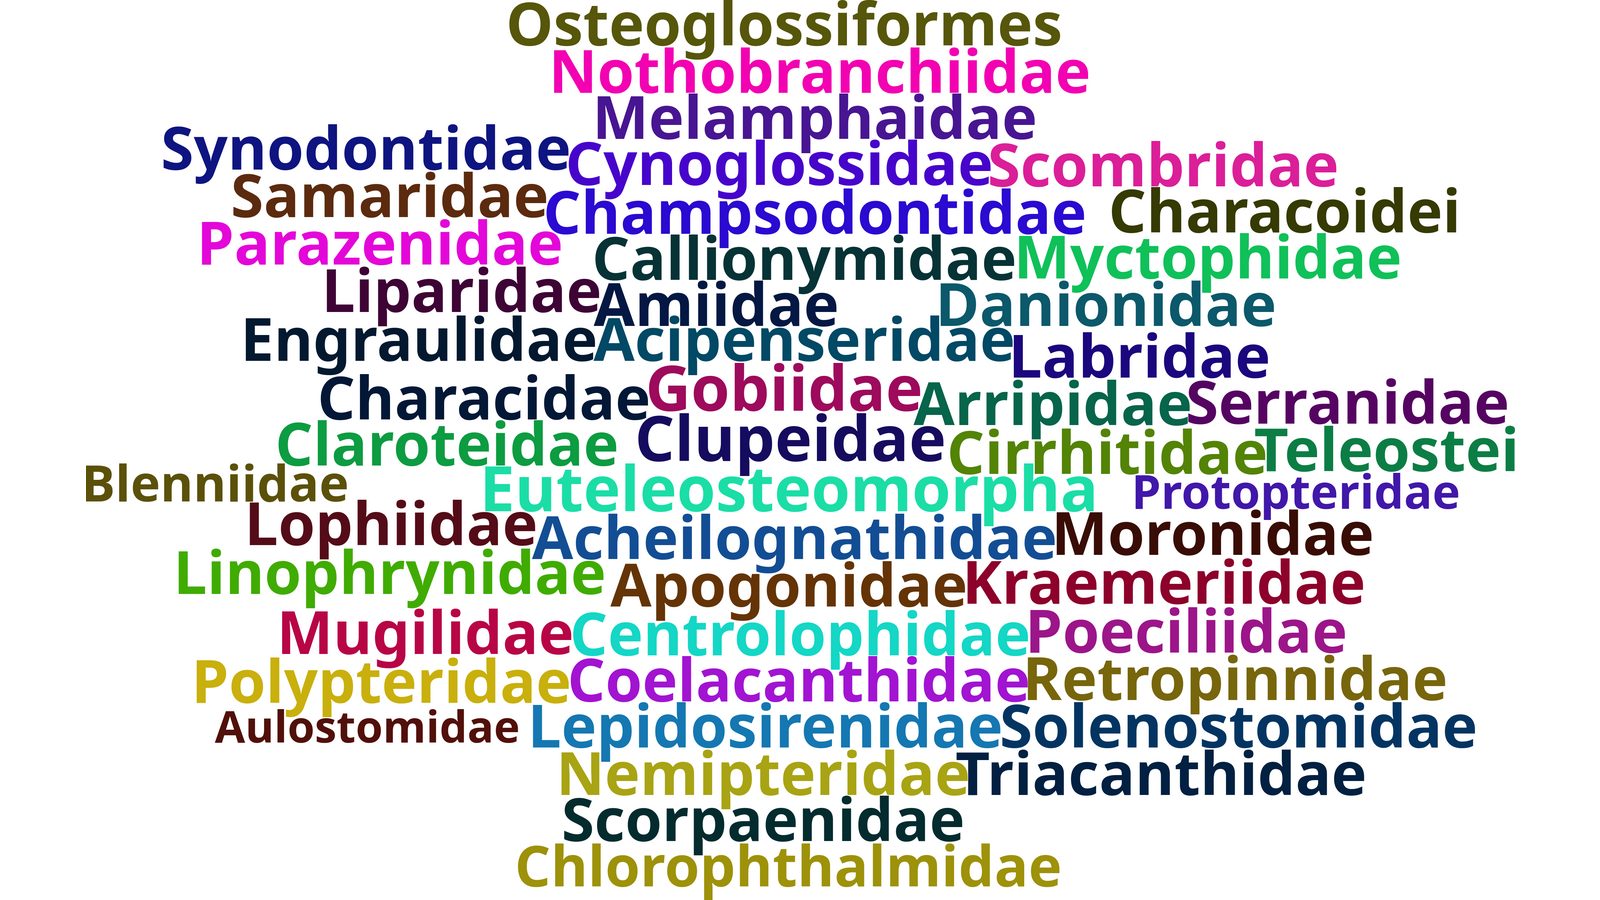 Osteoglossiformes
Nothobranchiidae
Melamphaidae
Synodontidae
Cynoglossidae Scombridae
Samaridae
Champsodontidae Characoidei
Parazenidae
Callionymidae Myctophidae
Liparidae
Amiidae Danionidae
Engraulidae Acipenseridae
Labridae
Characidae Gobiidae
Arripidae Serranidae
Claroteidae Clupeidae
Cirrhitidae Teleostei
Blenniidae Euteleosteomorpha Protopteridae
Lophiidae
Acheilognathidae Moronidae
Linophrynidae
Apogonidae Kraemeriidae
Mugilidae Centrolophidae Poeciliidae
Polypteridae Coelacanthidae Retropinnidae
Aulostomidae Lepidosirenidae Solenostomidae
Nemipteridae Triacanthidae
Scorpaenidae
Chlorophthalmidae